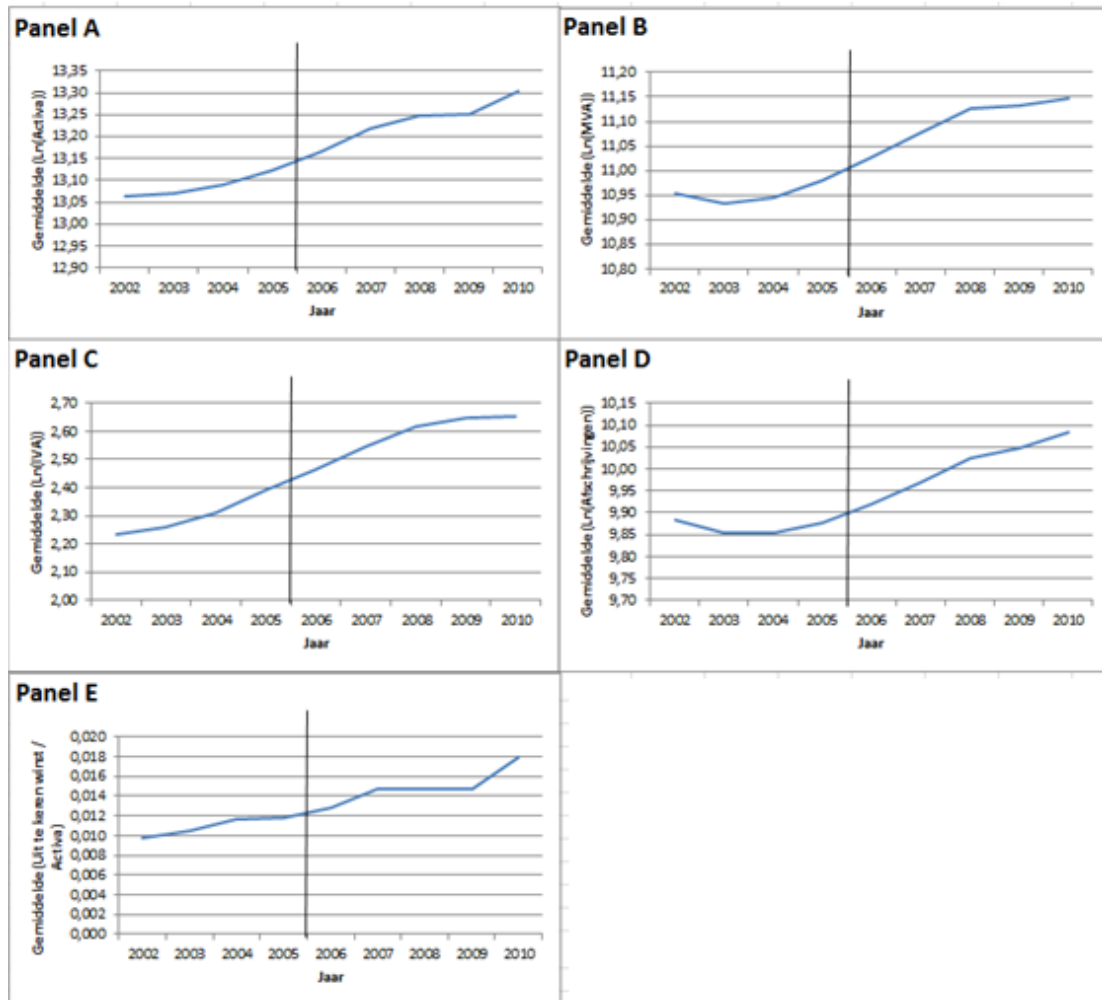 Panel A
Gemiddelde (Ln(Activa))
13,35
13,30
13,25
13,20
13,15
13,10
13,05
13,00
12,95
12,90
2002 2003 2004 2005 2006 2007 2008 2009 2010
Jaar
Panel B
Gemiddelde (Ln(MVA)
11,20
11,15
11,10
11,05
11,00
10,95
10,90
10,85
10,80
2002 2003 2004 2005 2006 2007 2008 2009 2010
Jaar
Panel C
Gemiddelde (Ln(IVA))
2,70
2,60
2,50
2,40
2,30
2,20
2,10
2,00
2002 2003 2004 2005 2006 2007 2008 2009 2010
Jaar
Panel D
Gemiddelde (Ln(Afschrijvingen))
10,15
10,10
10,05
10,00
9,95
9,90
9,85
9,80
9,75
9,70
2002 2003 2004 2005 2006 2007 2008 2009 2010
Jaar
Panel E
Gemiddelde (Uit te keren winst /
Activa)
0,020
0,018
0,016
0,014
0,012
0,010
0,008
0,006
0,004
0,002
0,000
2002 2003 2004 2005 2006 2007 2008 2009 2010
Jaar